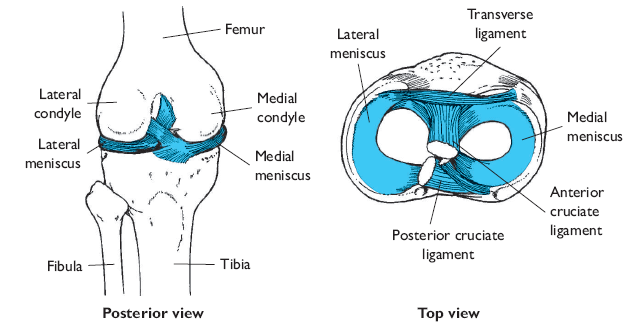 Femur
Lateral
condyle
Medial
condyle
Lateral
meniscus
Medial
meniscus
Fibula
Tibia
Posterior view
Transverse
ligament
Lateral
meniscus
Medial
meniscus
Anterior
cruciate
ligament
Posterior cruciate
ligament
Top view